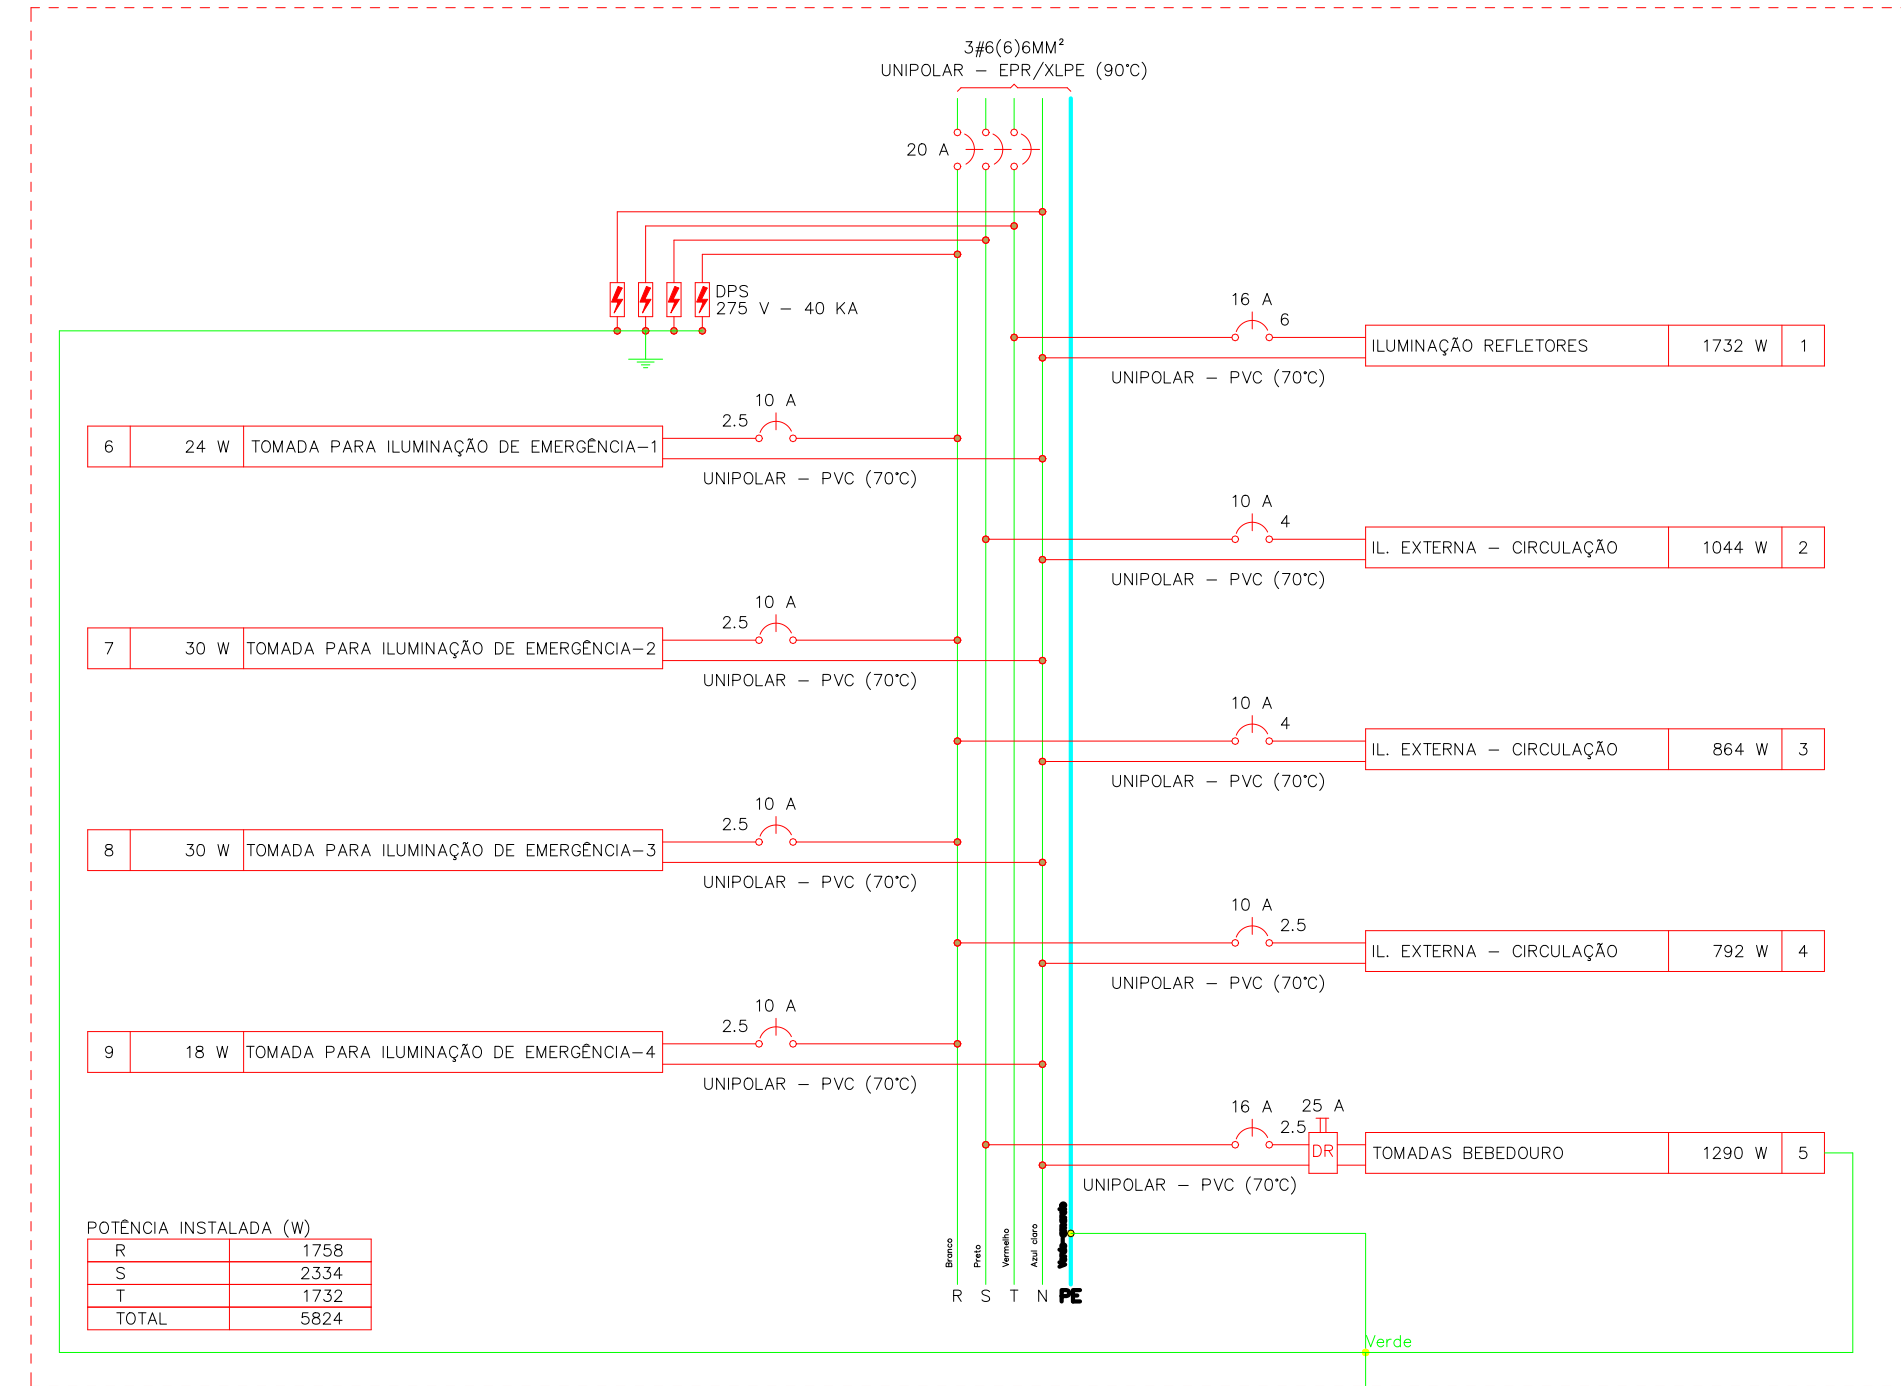 3#6(6)6MM²
UNIPOLAR – EPR/XLPE (90°C)
20 A
DPS
275 V – 40 KA
16 A
6
ILUMINAÇÃO REFLETORES 1732 W 1
UNIPOLAR – PVC (70°C)
10 A
2.5
6 24 W TOMADA PARA ILUMINAÇÃO DE EMERGÊNCIA–1
UNIPOLAR – PVC (70°C)
10 A
4
IL. EXTERNA – CIRCULAÇÃO 1044 W 2
UNIPOLAR – PVC (70°C)
10 A
2.5
7 30 W TOMADA PARA ILUMINAÇÃO DE EMERGÊNCIA–2
UNIPOLAR – PVC (70°C)
10 A
4
IL. EXTERNA – CIRCULAÇÃO 864 W 3
UNIPOLAR – PVC (70°C)
10 A
2.5
8 30 W TOMADA PARA ILUMINAÇÃO DE EMERGÊNCIA–3
UNIPOLAR – PVC (70°C)
10 A
2.5
IL. EXTERNA – CIRCULAÇÃO 792 W 4
UNIPOLAR – PVC (70°C)
10 A
2.5
9 18 W TOMADA PARA ILUMINAÇÃO DE EMERGÊNCIA–4
UNIPOLAR – PVC (70°C)
16 A 25 A
2.5
DR
TOMADAS BEBEDOURO 1290 W 5
UNIPOLAR – PVC (70°C)
POTÊNCIA INSTALADA (W)
R 1758
S 2334
T 1732
TOTAL 5824
Branco
Preto
Vermelho
Azul claro
R S T N PE
Verde